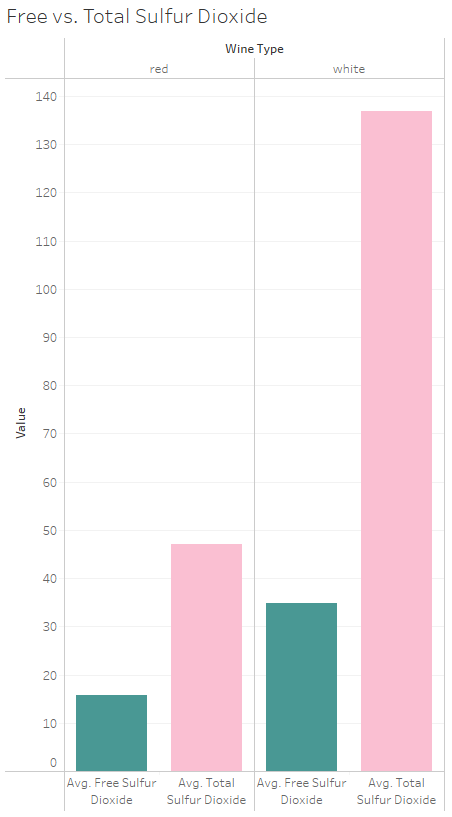 Free vs. Total Sulfur Dioxide
Wine Type
red
white
140
130
120
110
100
90
80
70
60
50
40
30
20
10
0
Value
Avg. Free Sulfur
Dioxide
Avg. Total
Sulfur Dioxide
Avg. Free Sulfur
Dioxide
Avg. Total
Sulfur Dioxide